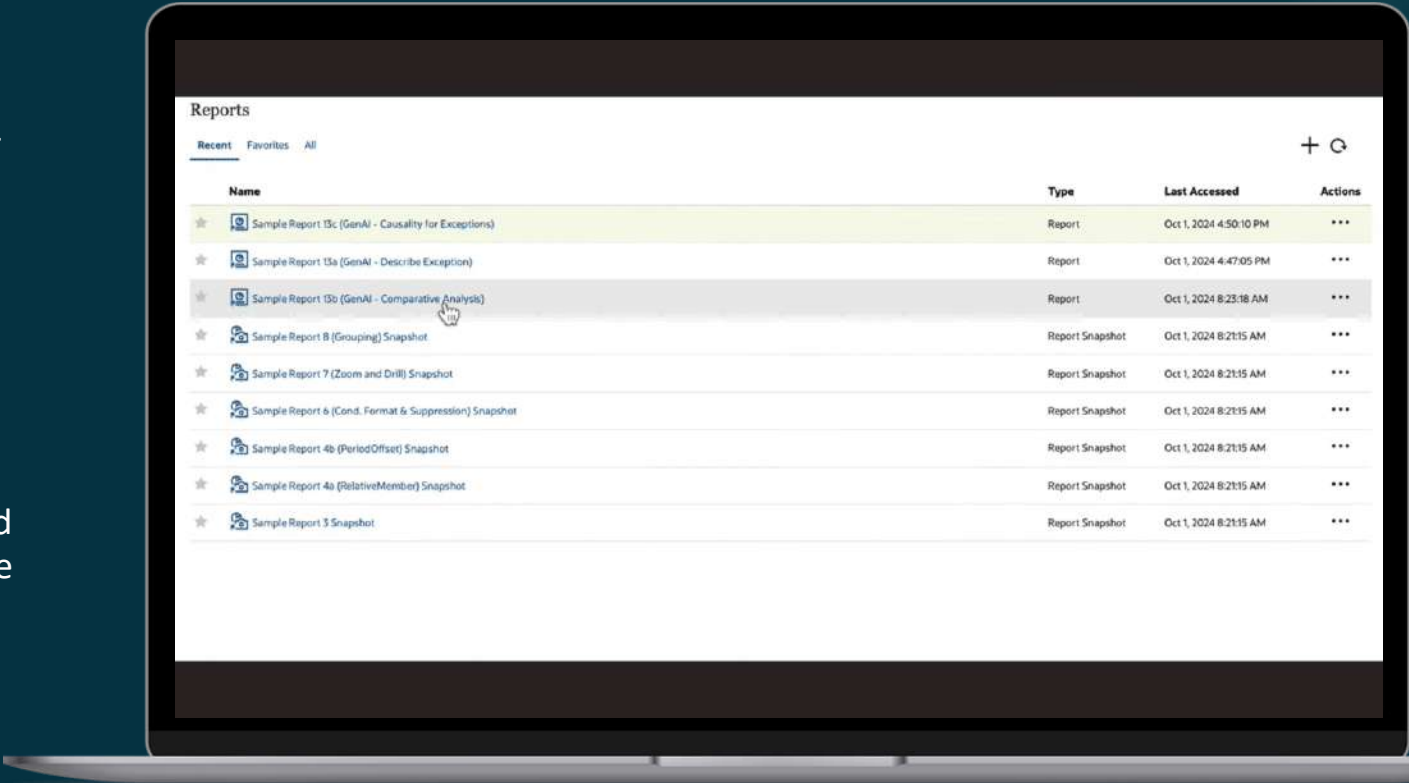 Reports
Recent Favorites All
Name Type Last Accessed Actions
Sample Report 13c (GenAI - Causality for Exceptions) Report Oct 1, 2024 4:50:10 PM
Sample Report 13a (GenAI - Describe Exception) Report Oct 1, 2024 4:47:05 PM
Sample Report 13b (GenAI - Comparative Analysis) Report Oct 1, 2024 8:23:18 AM
Sample Report 8 (Grouping) Snapshot Report Snapshot Oct 1, 2024 8:21:15 AM
Sample Report 7 (Zoom and Drill) Snapshot Report Snapshot Oct 1, 2024 8:21:15 AM
Sample Report 6 (Cond. Format & Suppression) Snapshot Report Snapshot Oct 1, 2024 8:21:15 AM
Sample Report 4b (PeriodOffset) Snapshot Report Snapshot Oct 1, 2024 8:21:15 AM
Sample Report 4a (RelativeMember) Snapshot Report Snapshot Oct 1, 2024 8:21:15 AM
Sample Report 3 Snapshot Report Snapshot Oct 1, 2024 8:21:15 AM